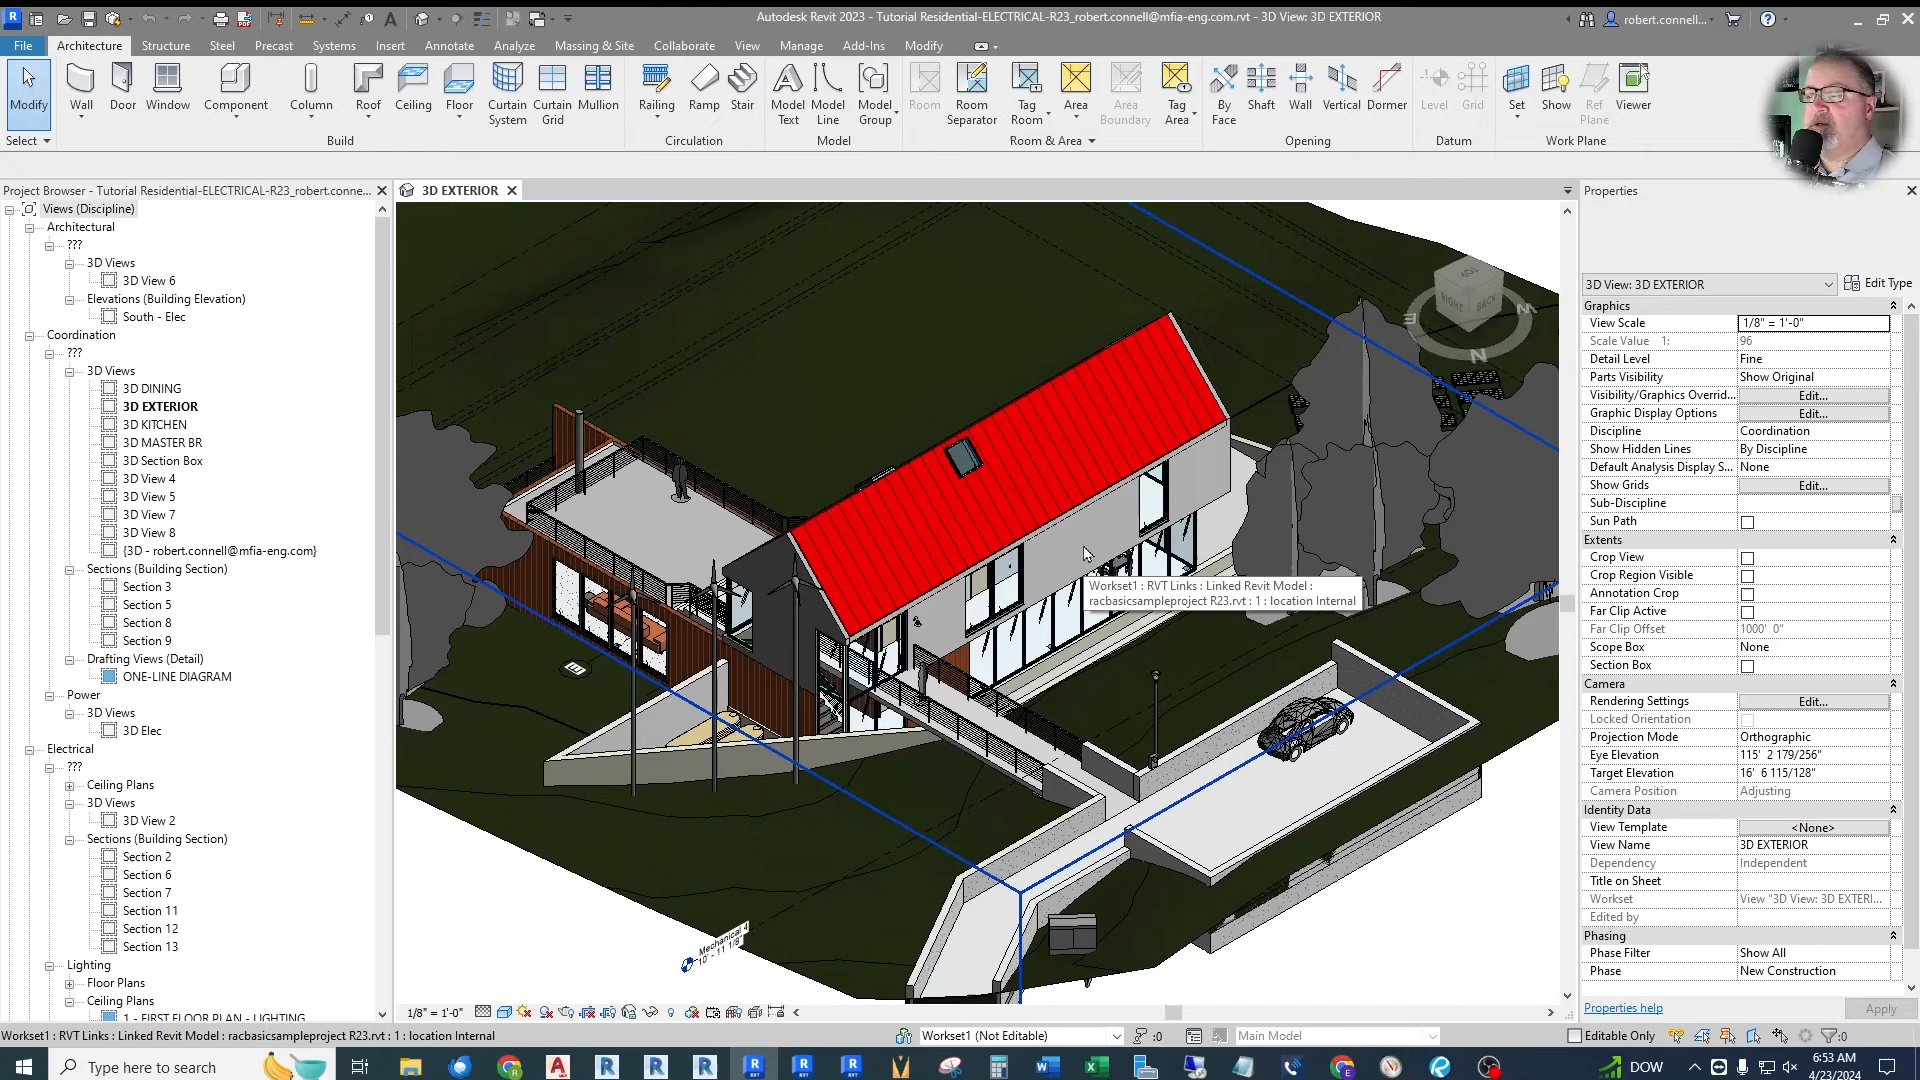 Autodesk Revit 2023 - Tutorial Residential-ELECTRICAL-R23_robert.connell@mfia-eng.com.rvt - 3D View: 3D EXTERIOR
robert.connell...
File Architecture Structure Steel Precast Systems Insert Annotate Analyze Massing & Site Collaborate View Manage Add-Ins Modify
Modify Wall Door Window Component Column Roof Ceiling Floor Curtain System Curtain Grid Mullion Railing Ramp Stair Model Text Model Line Model Group Room Room Separator Tag Room Area Area Boundary Tag Area By Face Shaft Wall Vertical Dormer Level Grid Set Show Ref Plane Viewer
Select Build Circulation Model Room & Area Opening Datum Work Plane
Project Browser - Tutorial Residential-ELECTRICAL-R23_robert.conne...
Views (Discipline)
Architectural
???
3D Views
3D View 6
Elevations (Building Elevation)
South - Elec
Coordination
???
3D Views
3D DINING
3D EXTERIOR
3D KITCHEN
3D MASTER BR
3D Section Box
3D View 4
3D View 5
3D View 7
3D View 8
{3D - robert.connell@mfia-eng.com}
Sections (Building Section)
Section 3
Section 5
Section 8
Section 9
Drafting Views (Detail)
ONE-LINE DIAGRAM
Power
3D Views
3D Elec
Electrical
???
Ceiling Plans
3D Views
3D View 2
Sections (Building Section)
Section 2
Section 6
Section 7
Section 11
Section 12
Section 13
Lighting
Floor Plans
Ceiling Plans
1 - FIRST FLOOR PLAN - LIGHTING
3D EXTERIOR
TOP
RIGHT
BACK
E
N
Workset1 : RVT Links : Linked Revit Model :
racbasicsampleproject R23.rvt : 1 : location Internal
Mechanical 4
10' - 11 1/8"
Properties
3D View: 3D EXTERIOR Edit Type
Graphics
View Scale 1/8" = 1'-0"
Scale Value 1: 96
Detail Level Fine
Parts Visibility Show Original
Visibility/Graphics Overrid... Edit...
Graphic Display Options Edit...
Discipline Coordination
Show Hidden Lines By Discipline
Default Analysis Display S... None
Show Grids Edit...
Sub-Discipline
Sun Path
Extents
Crop View
Crop Region Visible
Annotation Crop
Far Clip Active
Far Clip Offset 1000' 0"
Scope Box None
Section Box
Camera
Rendering Settings Edit...
Locked Orientation
Projection Mode Orthographic
Eye Elevation 115' 2 179/256"
Target Elevation 16' 6 115/128"
Camera Position Adjusting
Identity Data
View Template <None>
View Name 3D EXTERIOR
Dependency Independent
Title on Sheet
Workset View "3D View: 3D EXTERI...
Edited by
Phasing
Phase Filter Show All
Phase New Construction
Properties help Apply
1/8" = 1'-0"
Workset1 : RVT Links : Linked Revit Model : racbasicsampleproject R23.rvt : 1 : location Internal
Workset1 (Not Editable) :0 Main Model Editable Only :0
Type here to search
DOW
6:53 AM
4/23/2024